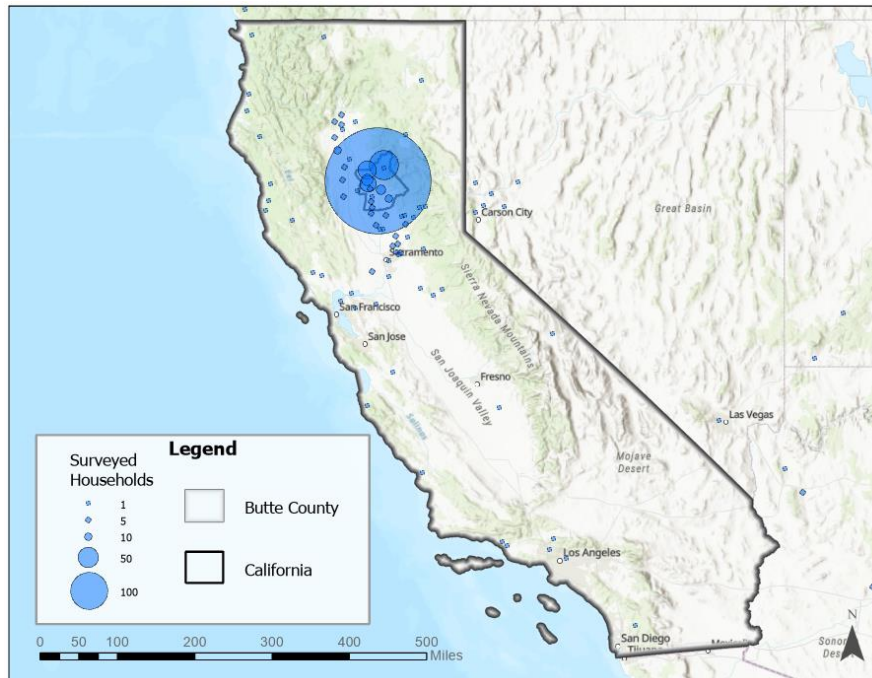 Carson City
Great Basin
Sacramento
San Francisco
San Jose
Sierra Nevada Mountains
San Joaquin Valley
Fresno
Salinas
Las Vegas
Mojave
Desert
Los Angeles
San Diego
Tijuana
Legend
Surveyed
Households
1
5
10
50
100
Butte County
California
0 50 100 200 300 400 500
Miles
N